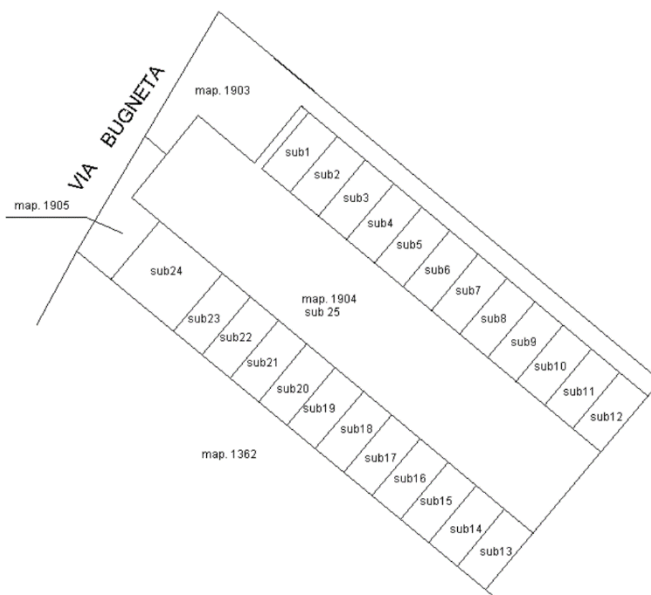 map. 1903
VIA BUGNETA
map. 1905
sub1
sub2
sub3
sub4
sub5
sub6
sub7
sub8
sub9
sub10
sub11
sub12
map. 1904
sub 25
sub24
sub23
sub22
sub21
sub20
sub19
sub18
sub17
sub16
sub15
sub14
sub13
map. 1362